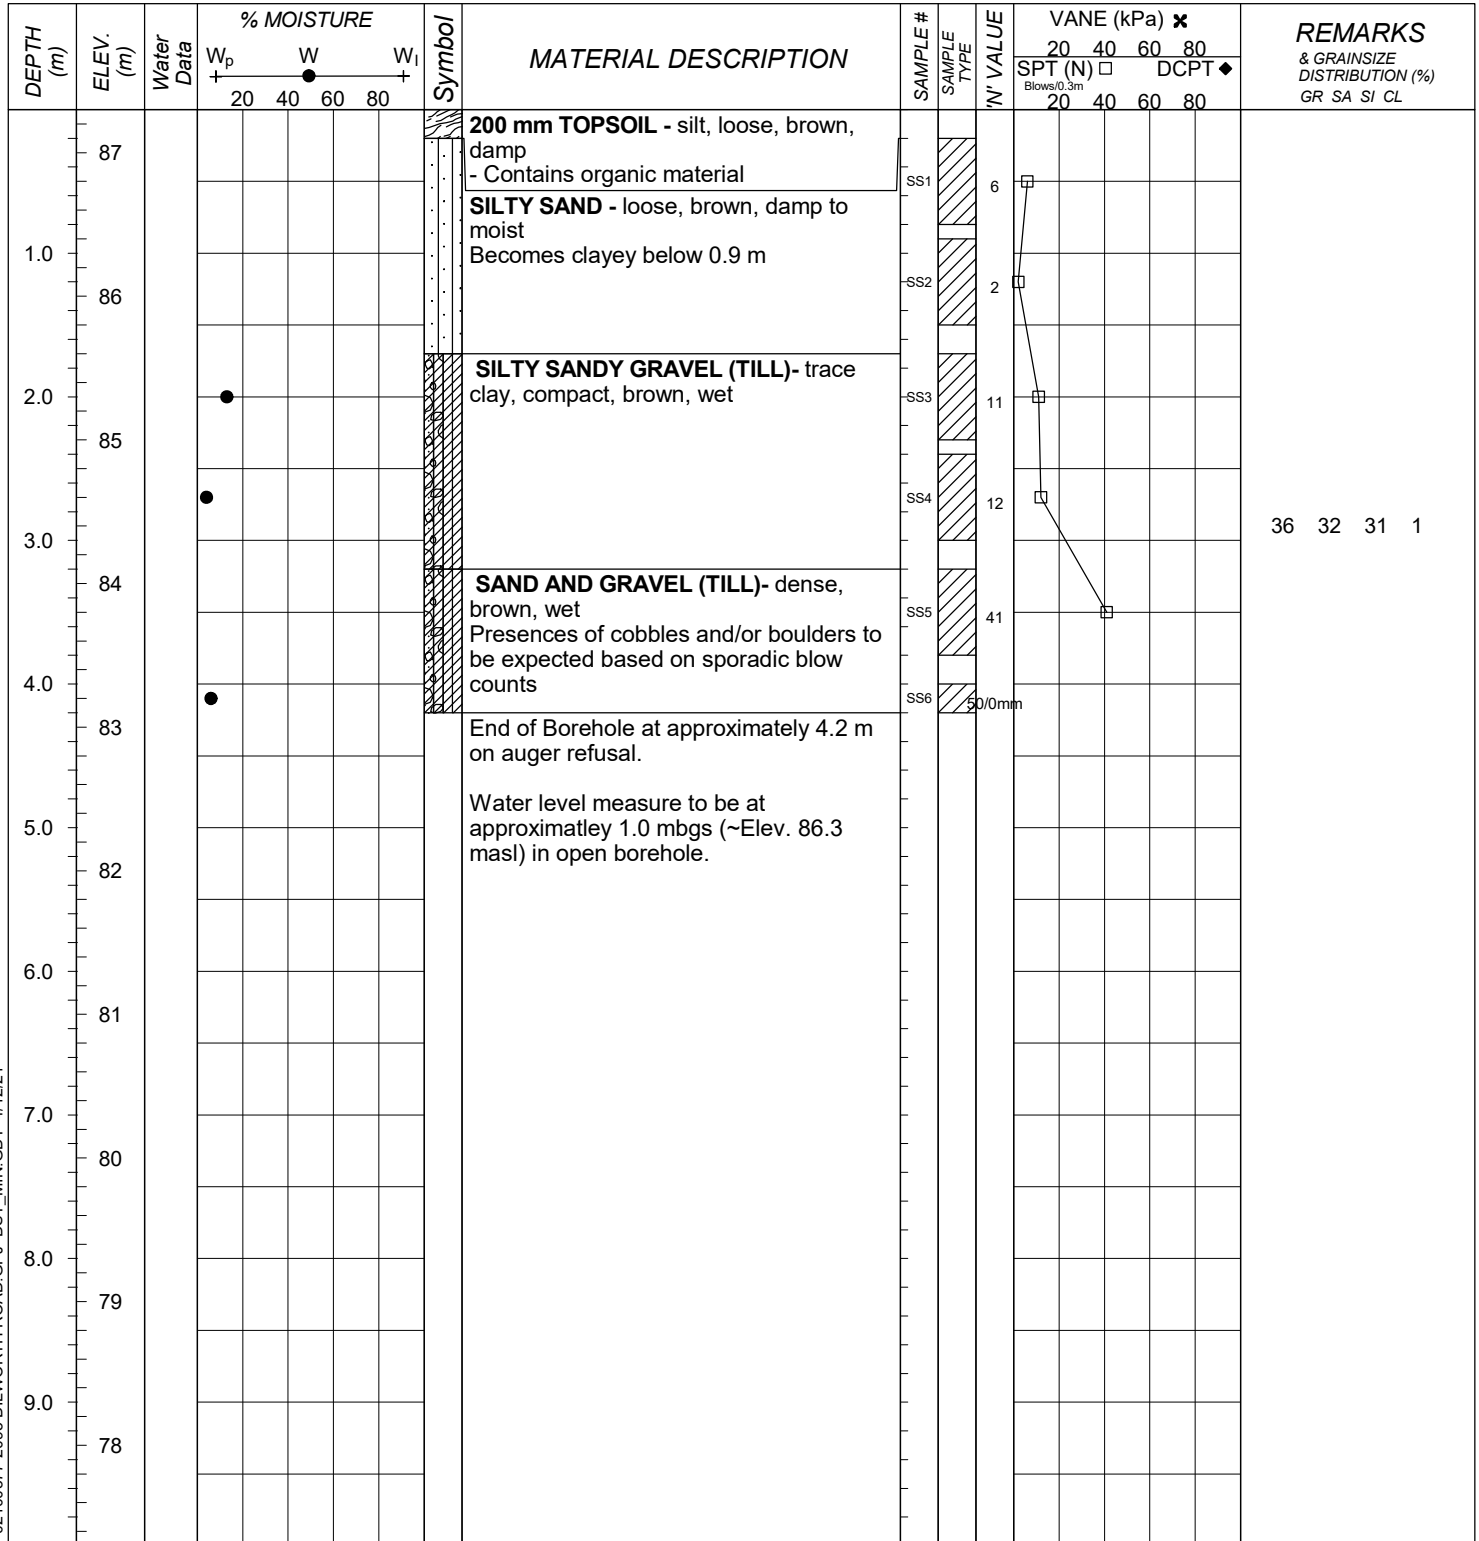 DEPTH (m)
ELEV. (m)
Water Data
% MOISTURE
Wp W Wl
20 40 60 80
Symbol
MATERIAL DESCRIPTION
SAMPLE #
SAMPLE TYPE
'N' VALUE
VANE (kPa) ✖
20 40 60 80
SPT (N) □ DCPT ◆
Blows/0.3m
20 40 60 80
REMARKS
& GRAINSIZE
DISTRIBUTION (%)
GR SA SI CL
200 mm TOPSOIL - silt, loose, brown,
damp
- Contains organic material
87
SS1 6
SILTY SAND - loose, brown, damp to
moist
Becomes clayey below 0.9 m
1.0
SS2 2
86
SILTY SANDY GRAVEL (TILL)- trace
clay, compact, brown, wet
2.0
SS3 11
85
SS4 12
36 32 31 1
3.0
84
SAND AND GRAVEL (TILL)- dense,
brown, wet
Presences of cobbles and/or boulders to
be expected based on sporadic blow
counts
SS5 41
4.0
SS6 50/0mm
83
End of Borehole at approximately 4.2 m
on auger refusal.
Water level measure to be at
approximatley 1.0 mbgs (~Elev. 86.3
masl) in open borehole.
5.0
82
6.0
81
7.0
80
8.0
79
9.0
78